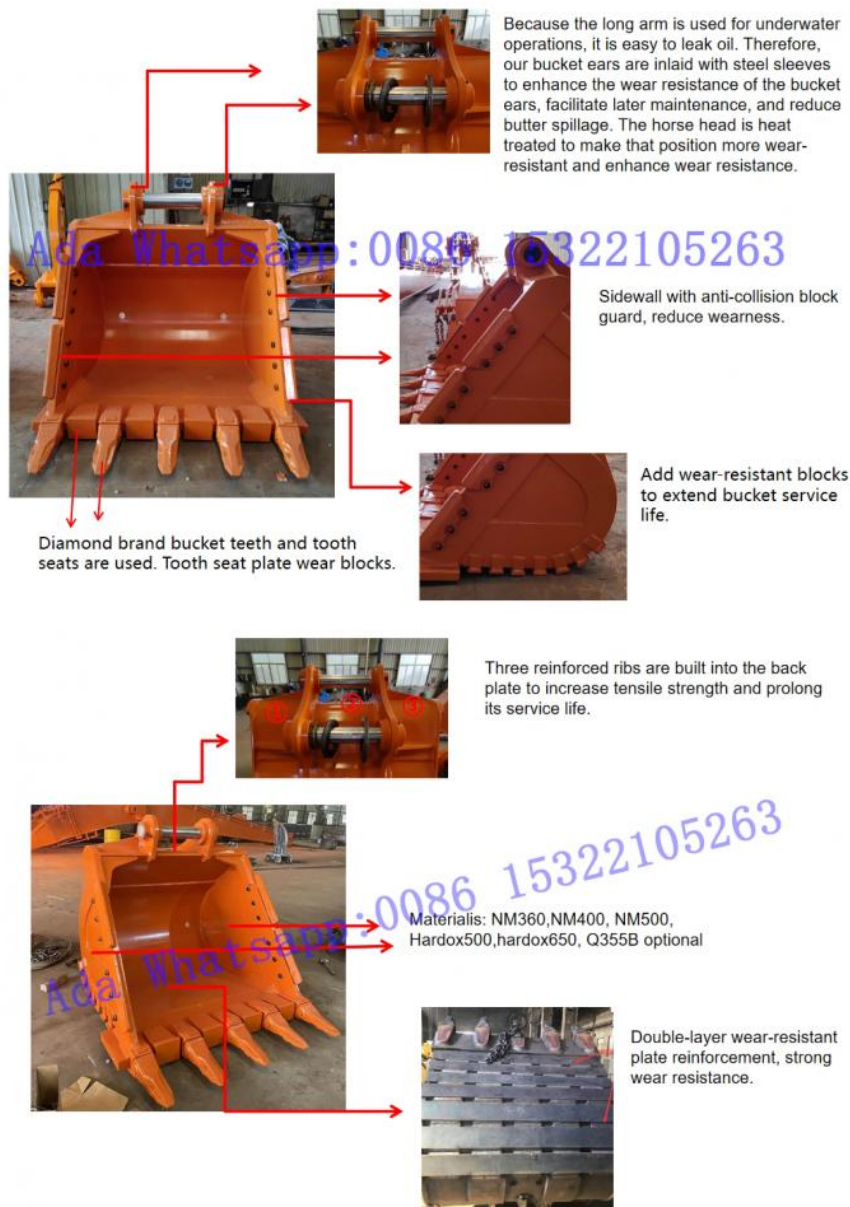 Because the long arm is used for underwater
operations, it is easy to leak oil. Therefore,
our bucket ears are inlaid with steel sleeves
to enhance the wear resistance of the bucket
ears, facilitate later maintenance, and reduce
butter spillage. The horse head is heat
treated to make that position more wear-
resistant and enhance wear resistance.
Ada Whatsapp:0086 15322105263
Sidewall with anti-collision block
guard, reduce wearness.
Add wear-resistant blocks
to extend bucket service
life.
Diamond brand bucket teeth and tooth
seats are used. Tooth seat plate wear blocks.
Three reinforced ribs are built into the back
plate to increase tensile strength and prolong
its service life.
① ② ③
Ada Whatsapp:0086 15322105263
Materialis: NM360,NM400, NM500,
Hardox500,hardox650, Q355B optional
Double-layer wear-resistant
plate reinforcement, strong
wear resistance.